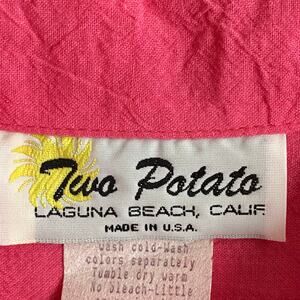 Two Potato
LAGUNA BEACH, CALIF.
MADE IN U.S.A.
Wash cold-Wash
colors separately
Tumble dry warm
No bleach-Little